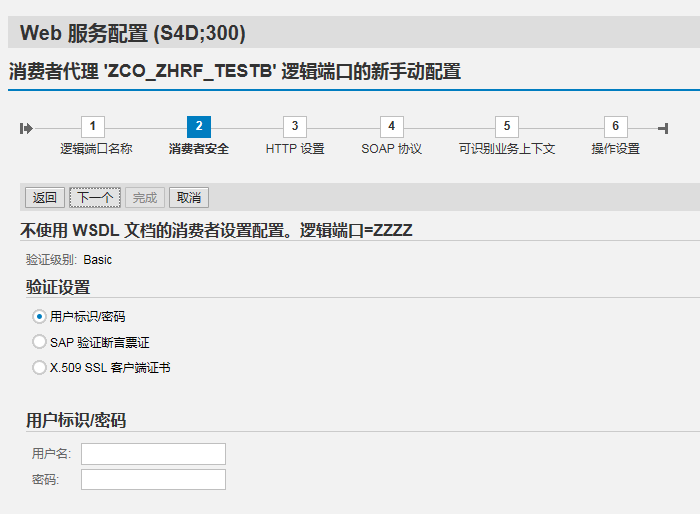 Web 服务配置 (S4D;300)
消费者代理 'ZCO_ZHRF_TESTB' 逻辑端口的新手动配置
1 2 3 4 5 6
逻辑端口名称 消费者安全 HTTP 设置 SOAP 协议 可识别业务上下文 操作设置
返回 下一个 完成 取消
不使用 WSDL 文档的消费者设置配置。逻辑端口=ZZZZ
验证级别: Basic
验证设置
用户标识/密码
SAP 验证断言票证
X.509 SSL 客户端证书
用户标识/密码
用户名:
密码: